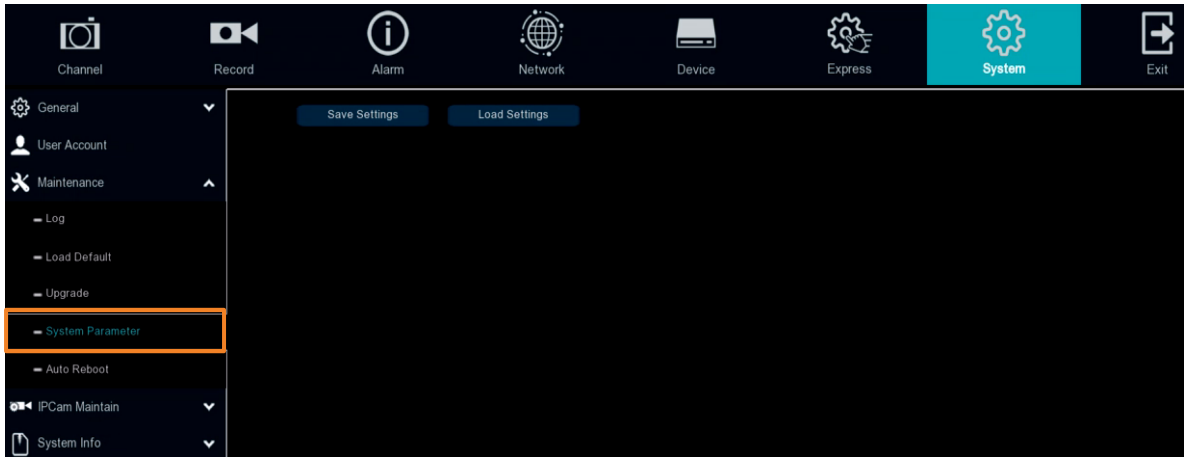 Channel
Record
Alarm
Network
Device
Express
System
Exit
General
User Account
Maintenance
Log
Load Default
Upgrade
System Parameter
Auto Reboot
IPCam Maintain
System Info
Save Settings
Load Settings